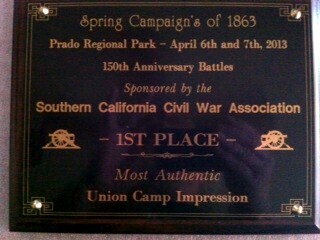 Spring Campaign's of 1863
Prado Regional Park - April 6th and 7th, 2013
150th Anniversary Battles
Sponsored by the
Southern California Civil War Association
- 1ST PLACE -
Most Authentic
Union Camp Impression